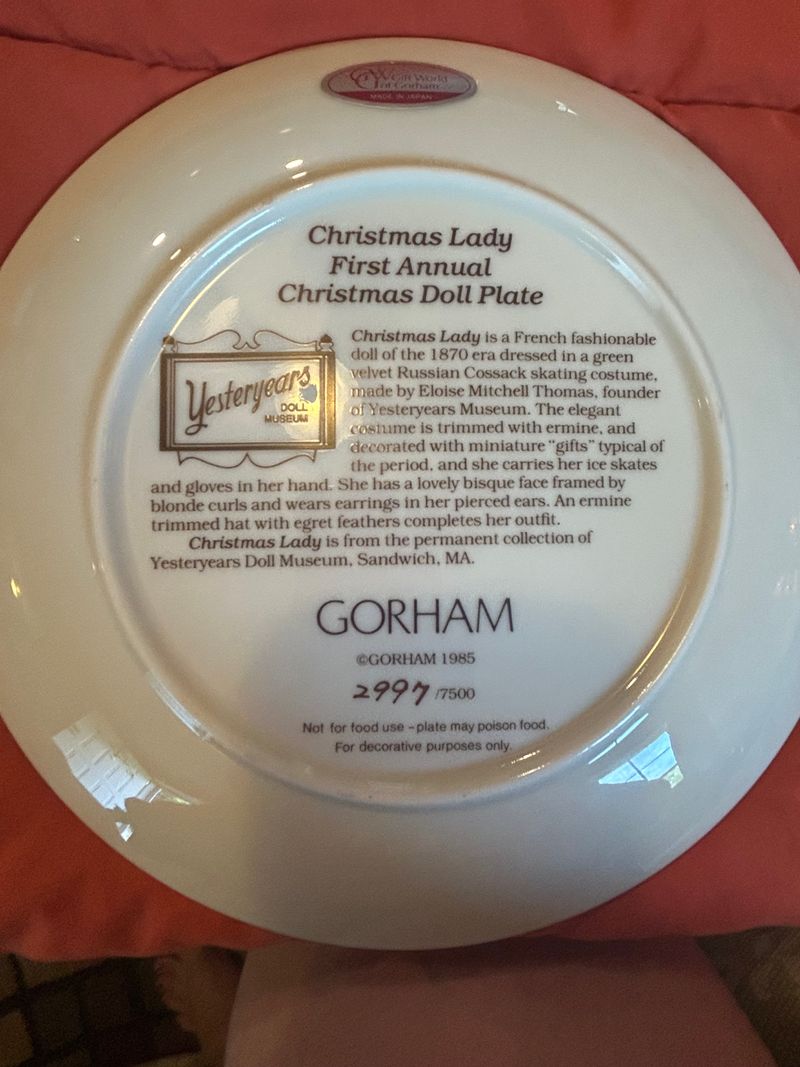 GW Gift World
of Gorham
MADE IN JAPAN
Christmas Lady
First Annual
Christmas Doll Plate
Yesteryears
DOLL
MUSEUM
Christmas Lady is a French fashionable
doll of the 1870 era dressed in a green
velvet Russian Cossack skating costume,
made by Eloise Mitchell Thomas, founder
of Yesteryears Museum. The elegant
costume is trimmed with ermine, and
decorated with miniature "gifts" typical of
the period, and she carries her ice skates
and gloves in her hand. She has a lovely bisque face framed by
blonde curls and wears earrings in her pierced ears. An ermine
trimmed hat with egret feathers completes her outfit.
Christmas Lady is from the permanent collection of
Yesteryears Doll Museum, Sandwich, MA.
GORHAM
©GORHAM 1985
2997/7500
Not for food use – plate may poison food.
For decorative purposes only.